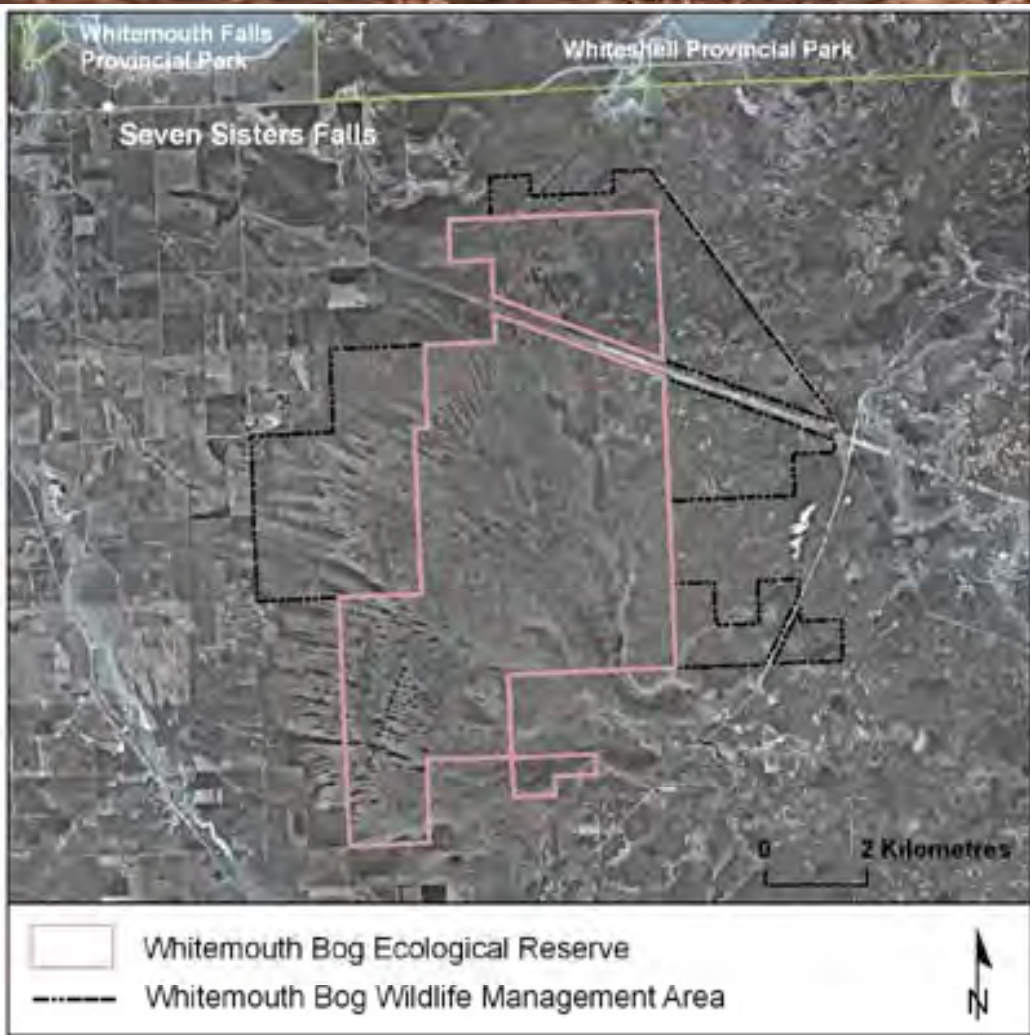 Whitemouth Falls
Provincial Park
Whiteshell Provincial Park
Seven Sisters Falls
0 2 Kilometres
Whitemouth Bog Ecological Reserve
Whitemouth Bog Wildlife Management Area
N